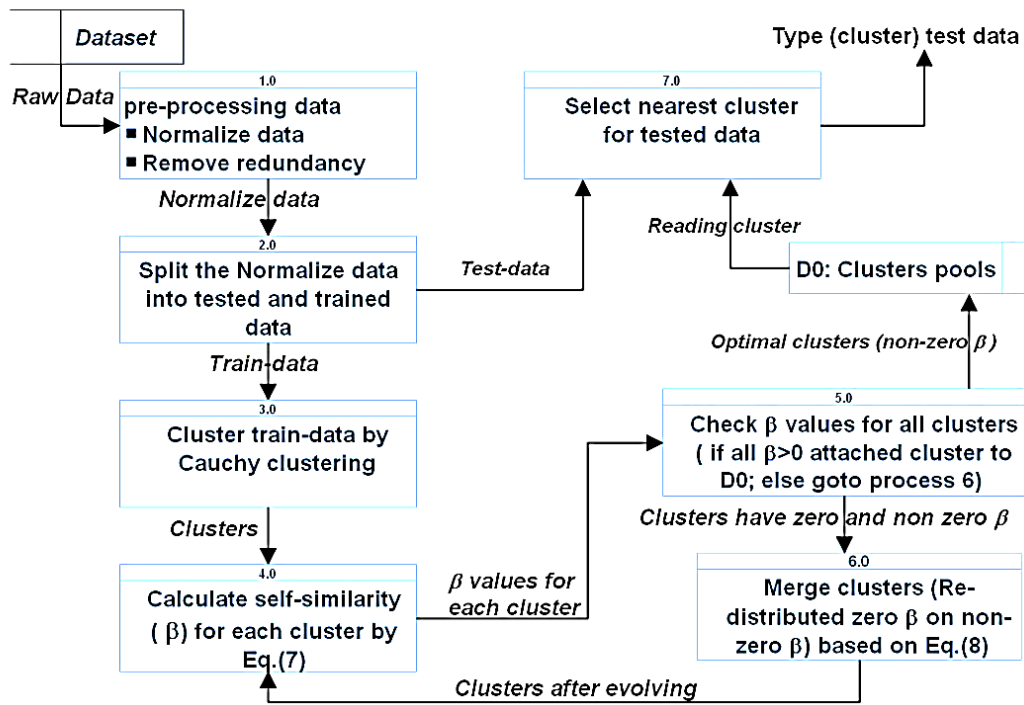 Dataset
Type (cluster) test data
Raw Data
1.0
pre-processing data
▪ Normalize data
▪ Remove redundancy
7.0
Select nearest cluster
for tested data
Normalize data
Reading cluster
2.0
Split the Normalize data
into tested and trained
data
Test-data
D0: Clusters pools
Train-data
Optimal clusters (non-zero β)
3.0
Cluster train-data by
Cauchy clustering
5.0
Check β values for all clusters
( if all β>0 attached cluster to
D0; else goto process 6)
Clusters
Clusters have zero and non zero β
4.0
Calculate self-similarity
( β) for each cluster by
Eq.(7)
β values for
each cluster
6.0
Merge clusters (Re-
distributed zero β on non-
zero β) based on Eq.(8)
Clusters after evolving